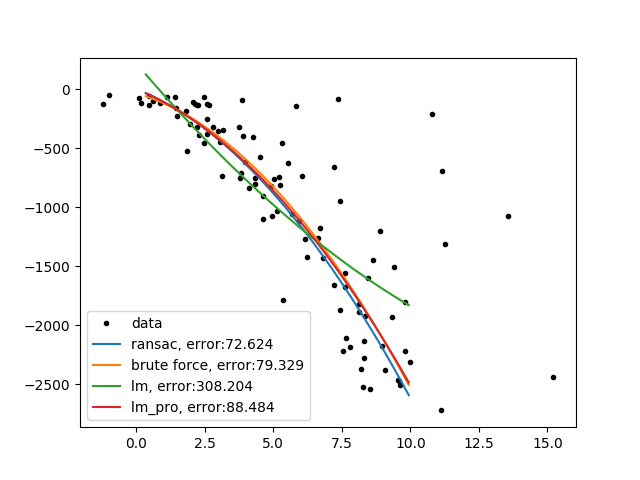 0
−500
−1000
−1500
−2000
−2500
data
ransac, error:72.624
brute force, error:79.329
lm, error:308.204
lm_pro, error:88.484
0.0 2.5 5.0 7.5 10.0 12.5 15.0